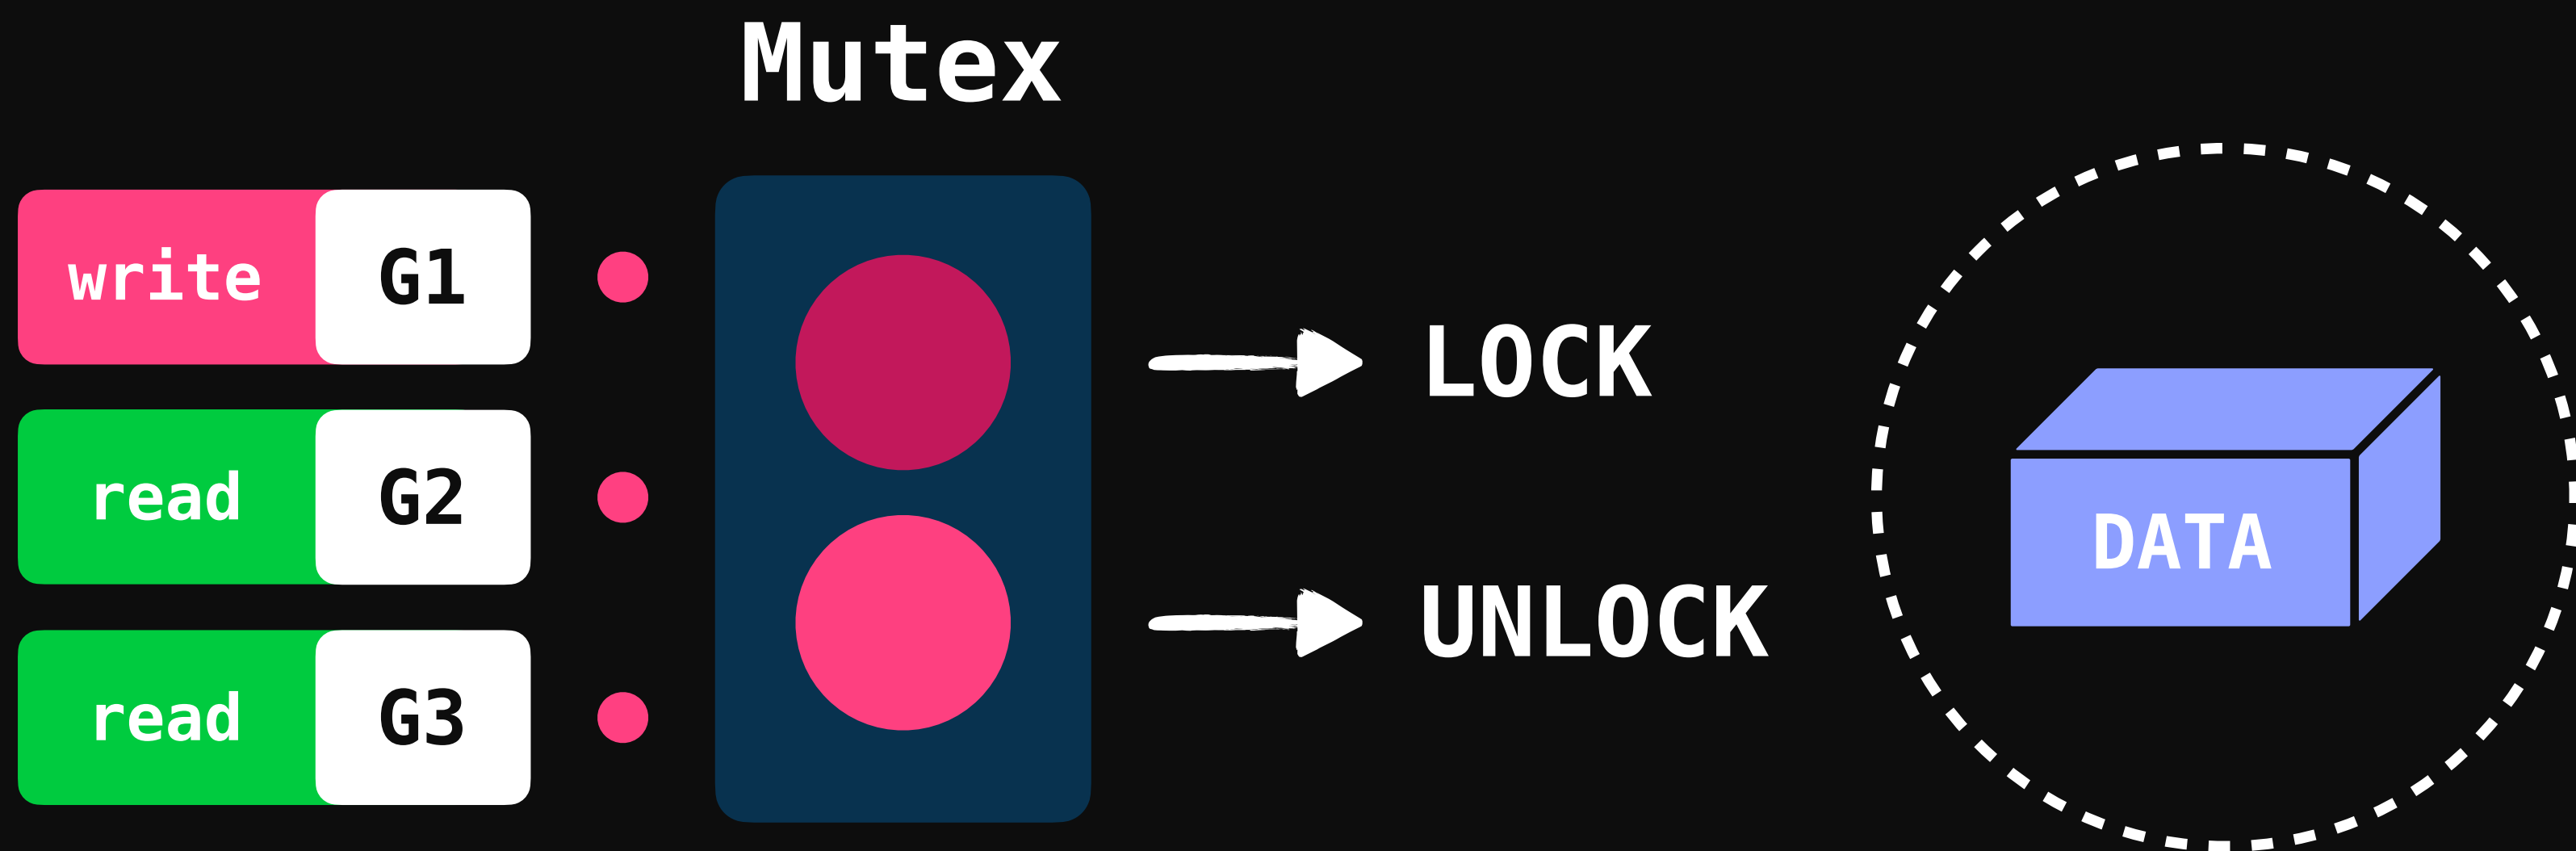 Mutex
write G1
read G2
read G3
LOCK
UNLOCK
DATA